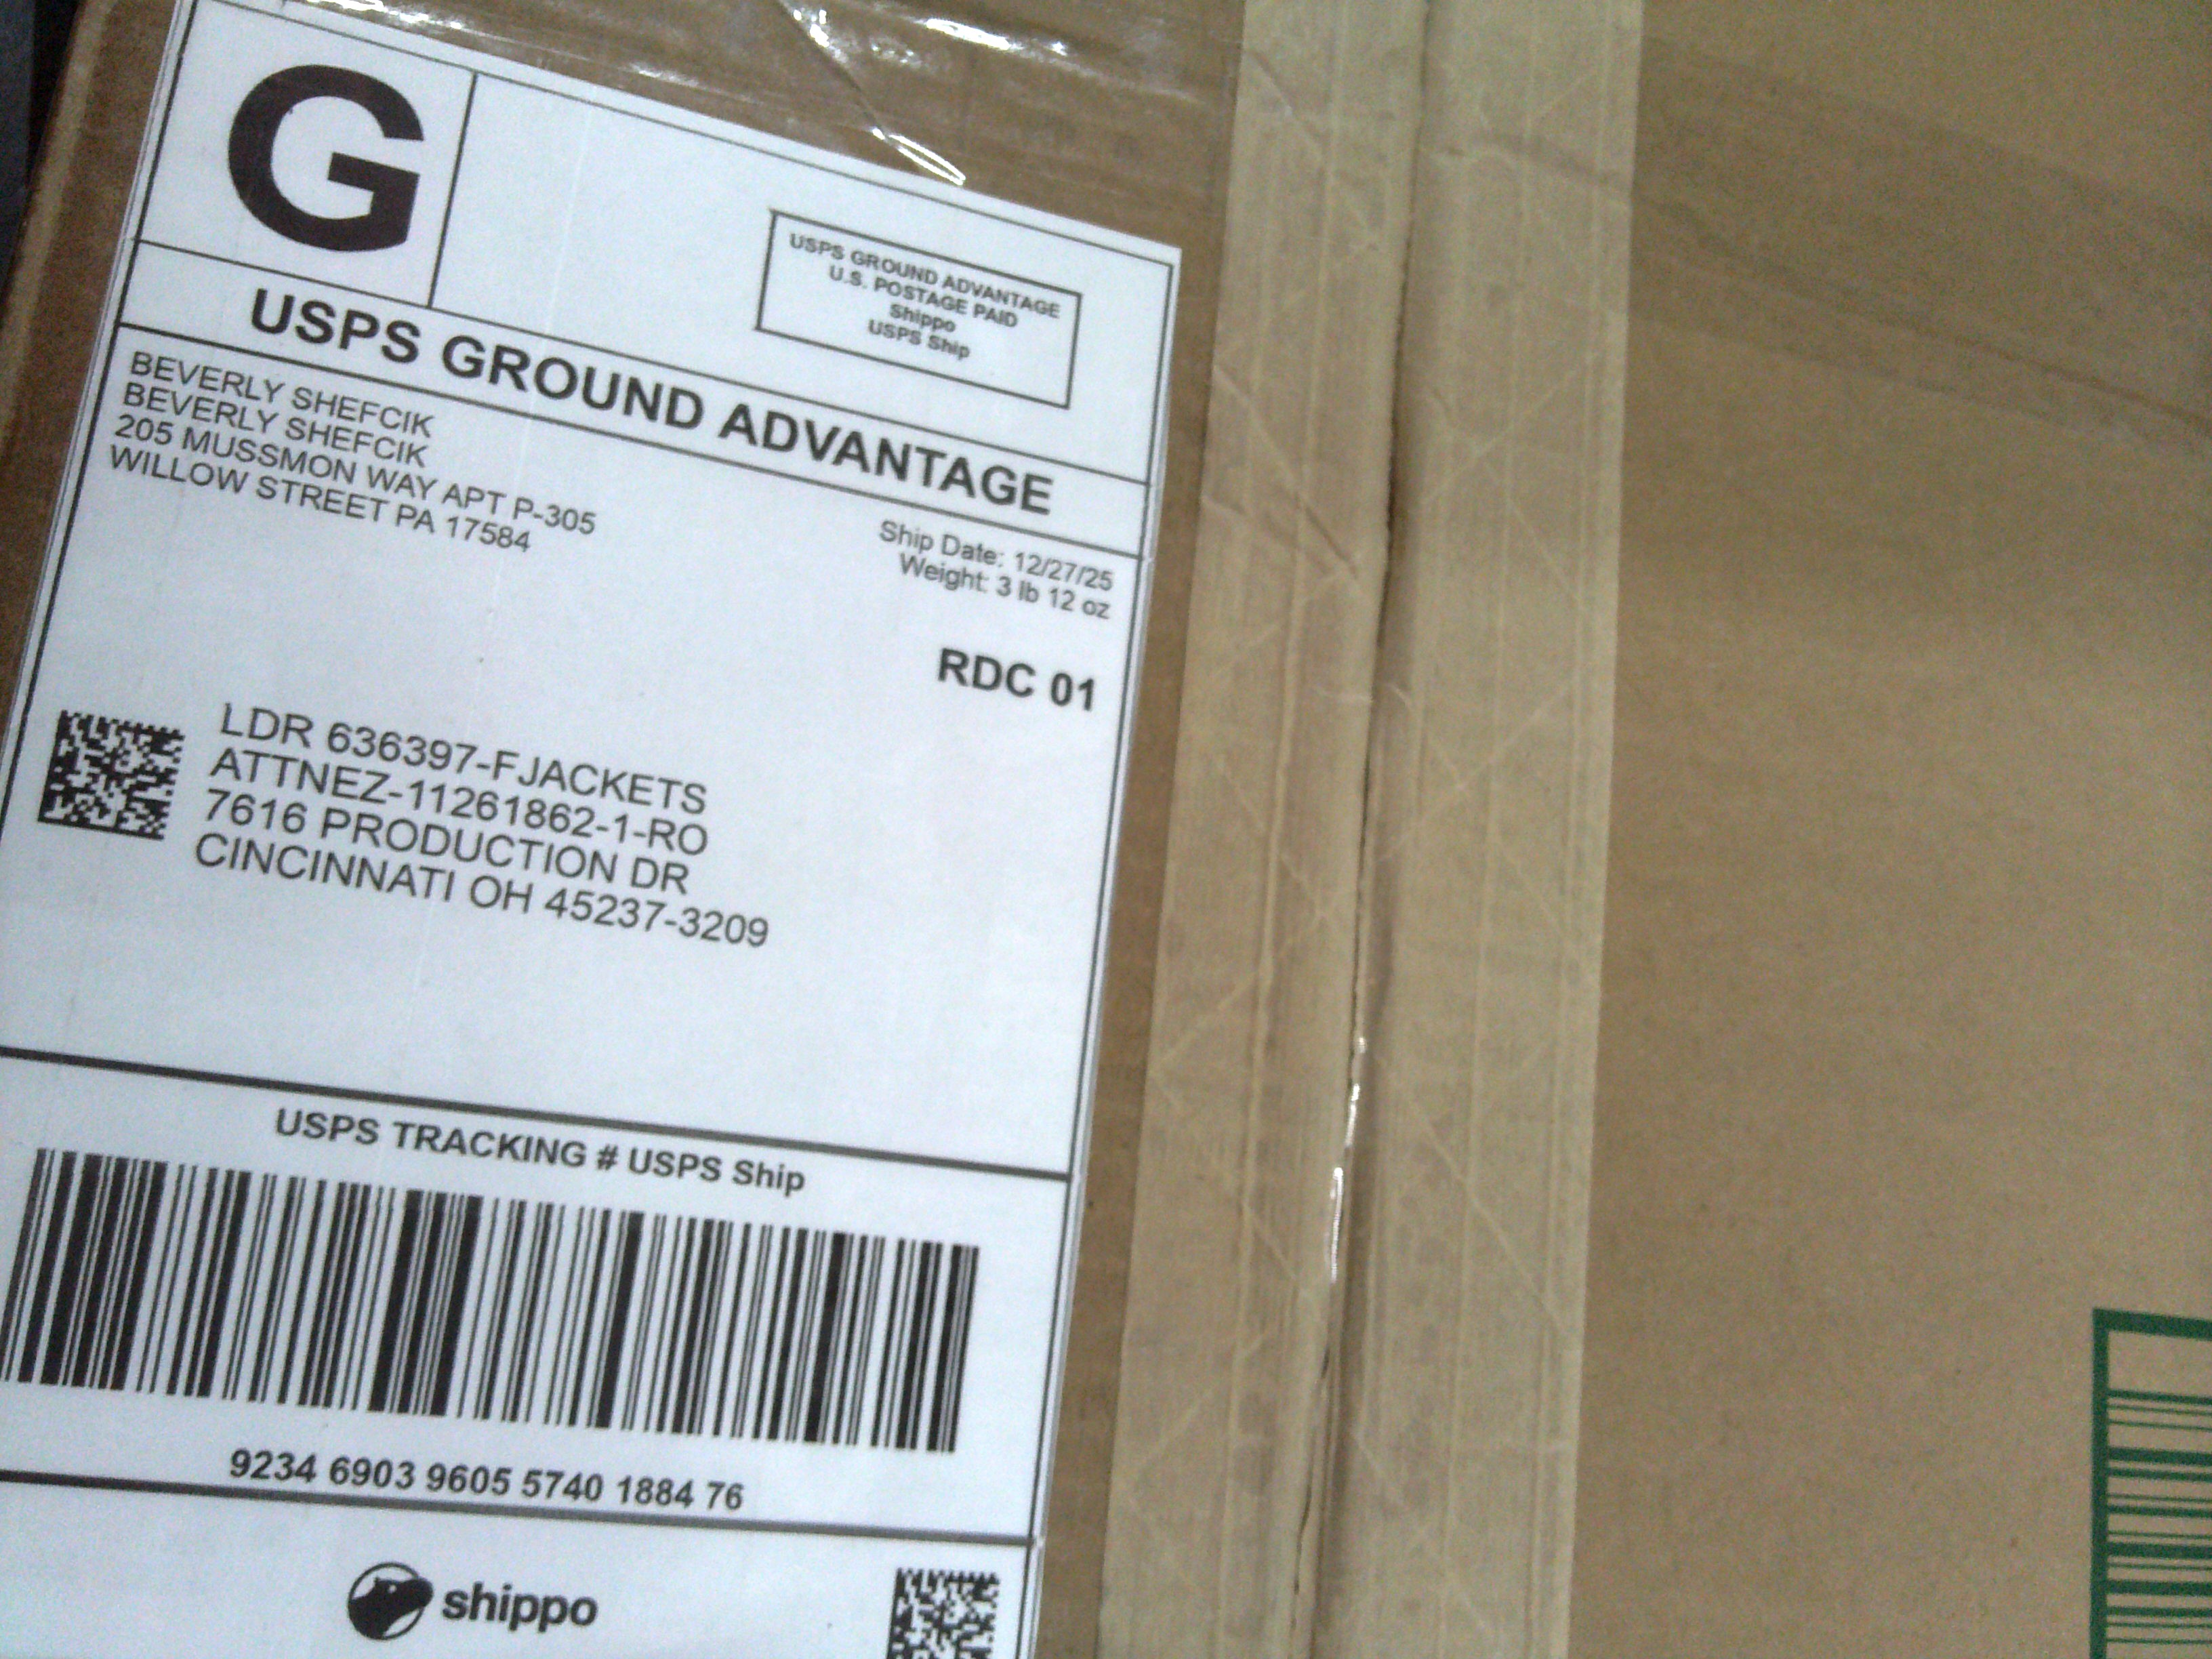 G
USPS GROUND ADVANTAGE
U.S. POSTAGE PAID
Shippo
USPS Ship
USPS GROUND ADVANTAGE
BEVERLY SHEFCIK
BEVERLY SHEFCIK
205 MUSSMON WAY APT P-305
WILLOW STREET PA 17584
Ship Date: 12/27/25
Weight: 3 lb 12 oz
RDC 01
LDR 636397-FJACKETS
ATTNEZ-11261862-1-RO
7616 PRODUCTION DR
CINCINNATI OH 45237-3209
USPS TRACKING # USPS Ship
9234 6903 9605 5740 1884 76
shippo